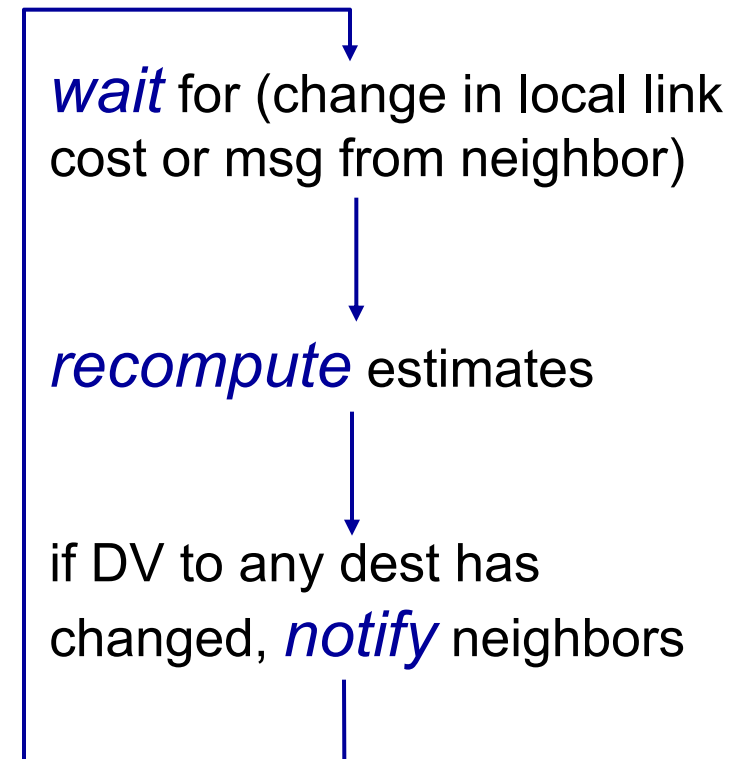 wait for (change in local link
cost or msg from neighbor)
recompute estimates
if DV to any dest has
changed, notify neighbors